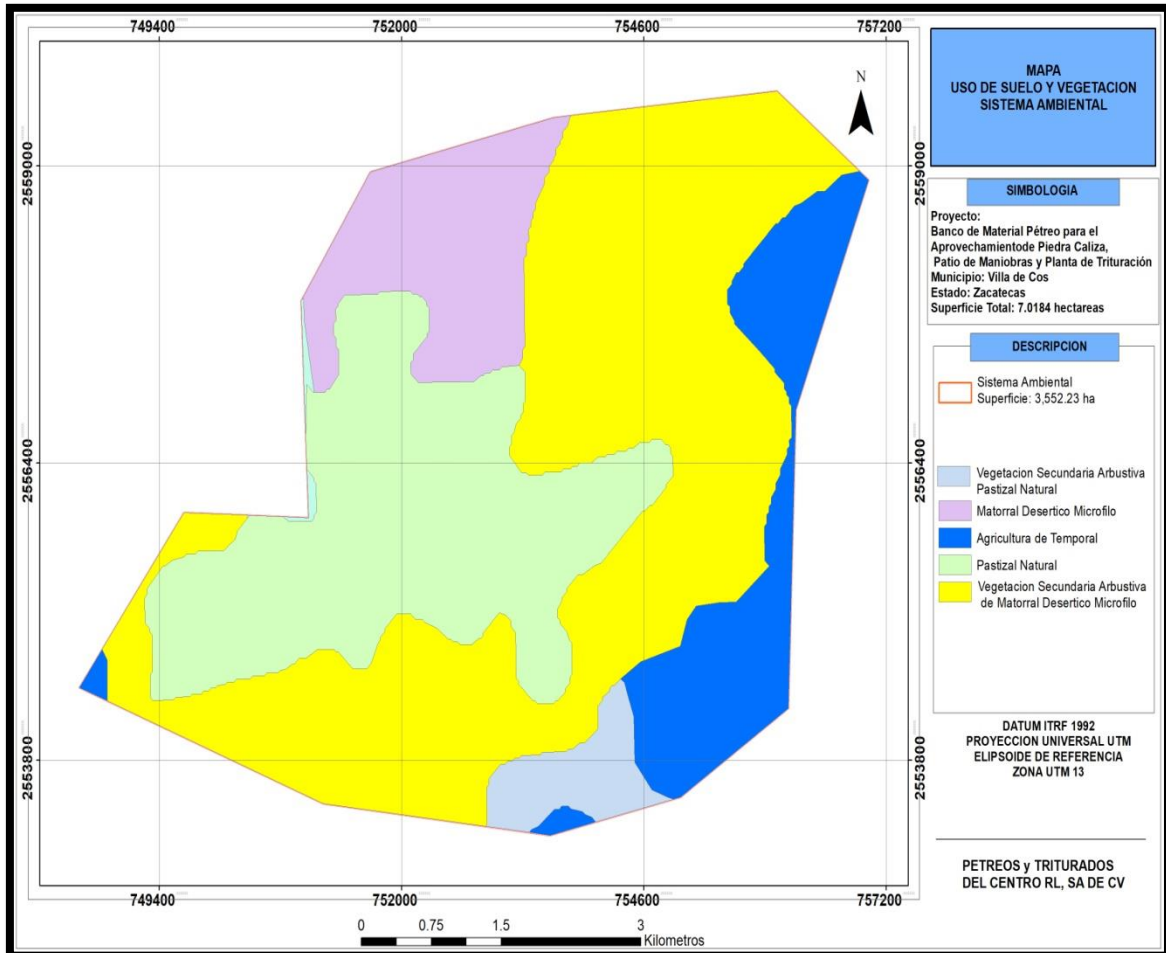 749400
752000
754600
757200
N
2559000
2559000
2556400
2556400
2553800
2553800
749400
752000
754600
757200
0
0.75
1.5
3
Kilometros
MAPA
USO DE SUELO Y VEGETACION
SISTEMA AMBIENTAL
SIMBOLOGIA
Proyecto:
Banco de Material Pétreo para el
Aprovechamientode Piedra Caliza,
Patio de Maniobras y Planta de Trituración
Municipio: Villa de Cos
Estado: Zacatecas
Superficie Total: 7.0184 hectareas
DESCRIPCION
Sistema Ambiental
Superficie: 3,552.23 ha
Vegetacion Secundaria Arbustiva
Pastizal Natural
Matorral Desertico Microfilo
Agricultura de Temporal
Pastizal Natural
Vegetacion Secundaria Arbustiva
de Matorral Desertico Microfilo
DATUM ITRF 1992
PROYECCION UNIVERSAL UTM
ELIPSOIDE DE REFERENCIA
ZONA UTM 13
PETREOS y TRITURADOS
DEL CENTRO RL, SA DE CV